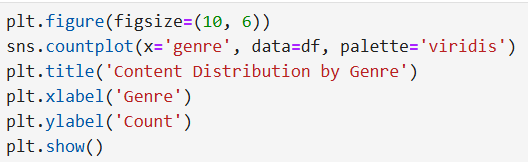 plt.figure(figsize=(10, 6))
sns.countplot(x='genre', data=df, palette='viridis')
plt.title('Content Distribution by Genre')
plt.xlabel('Genre')
plt.ylabel('Count')
plt.show()